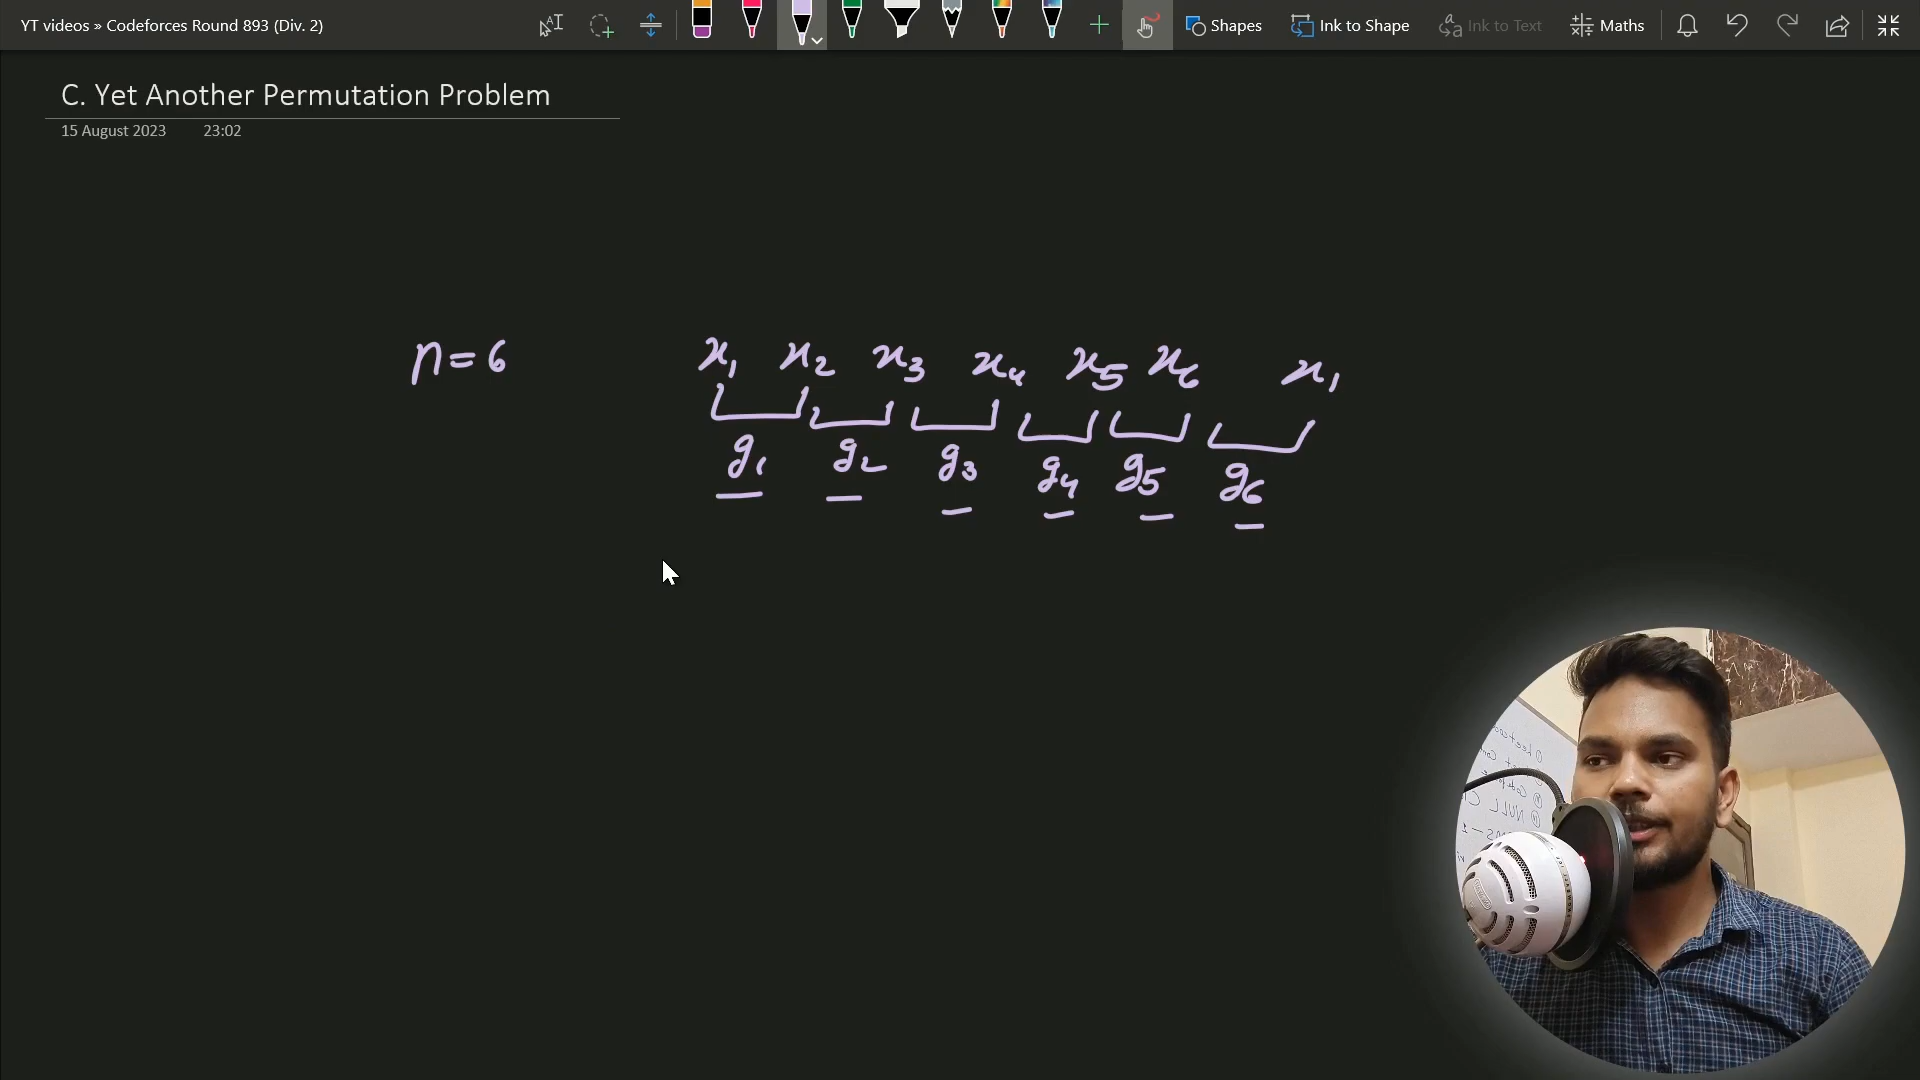 YT videos » Codeforces Round 893 (Div. 2)
Shapes
Ink to Shape
Ink to Text
Maths
C. Yet Another Permutation Problem
15 August 2023 23:02
n=6
x₁ x₂ x₃ x₄ x₅ x₆ x₁
g₁ g₂ g₃ g₄ g₅ g₆